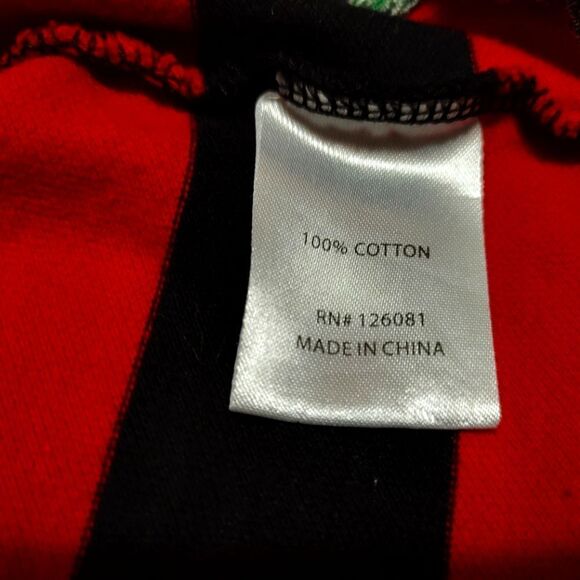 100% COTTON
RN# 126081
MADE IN CHINA